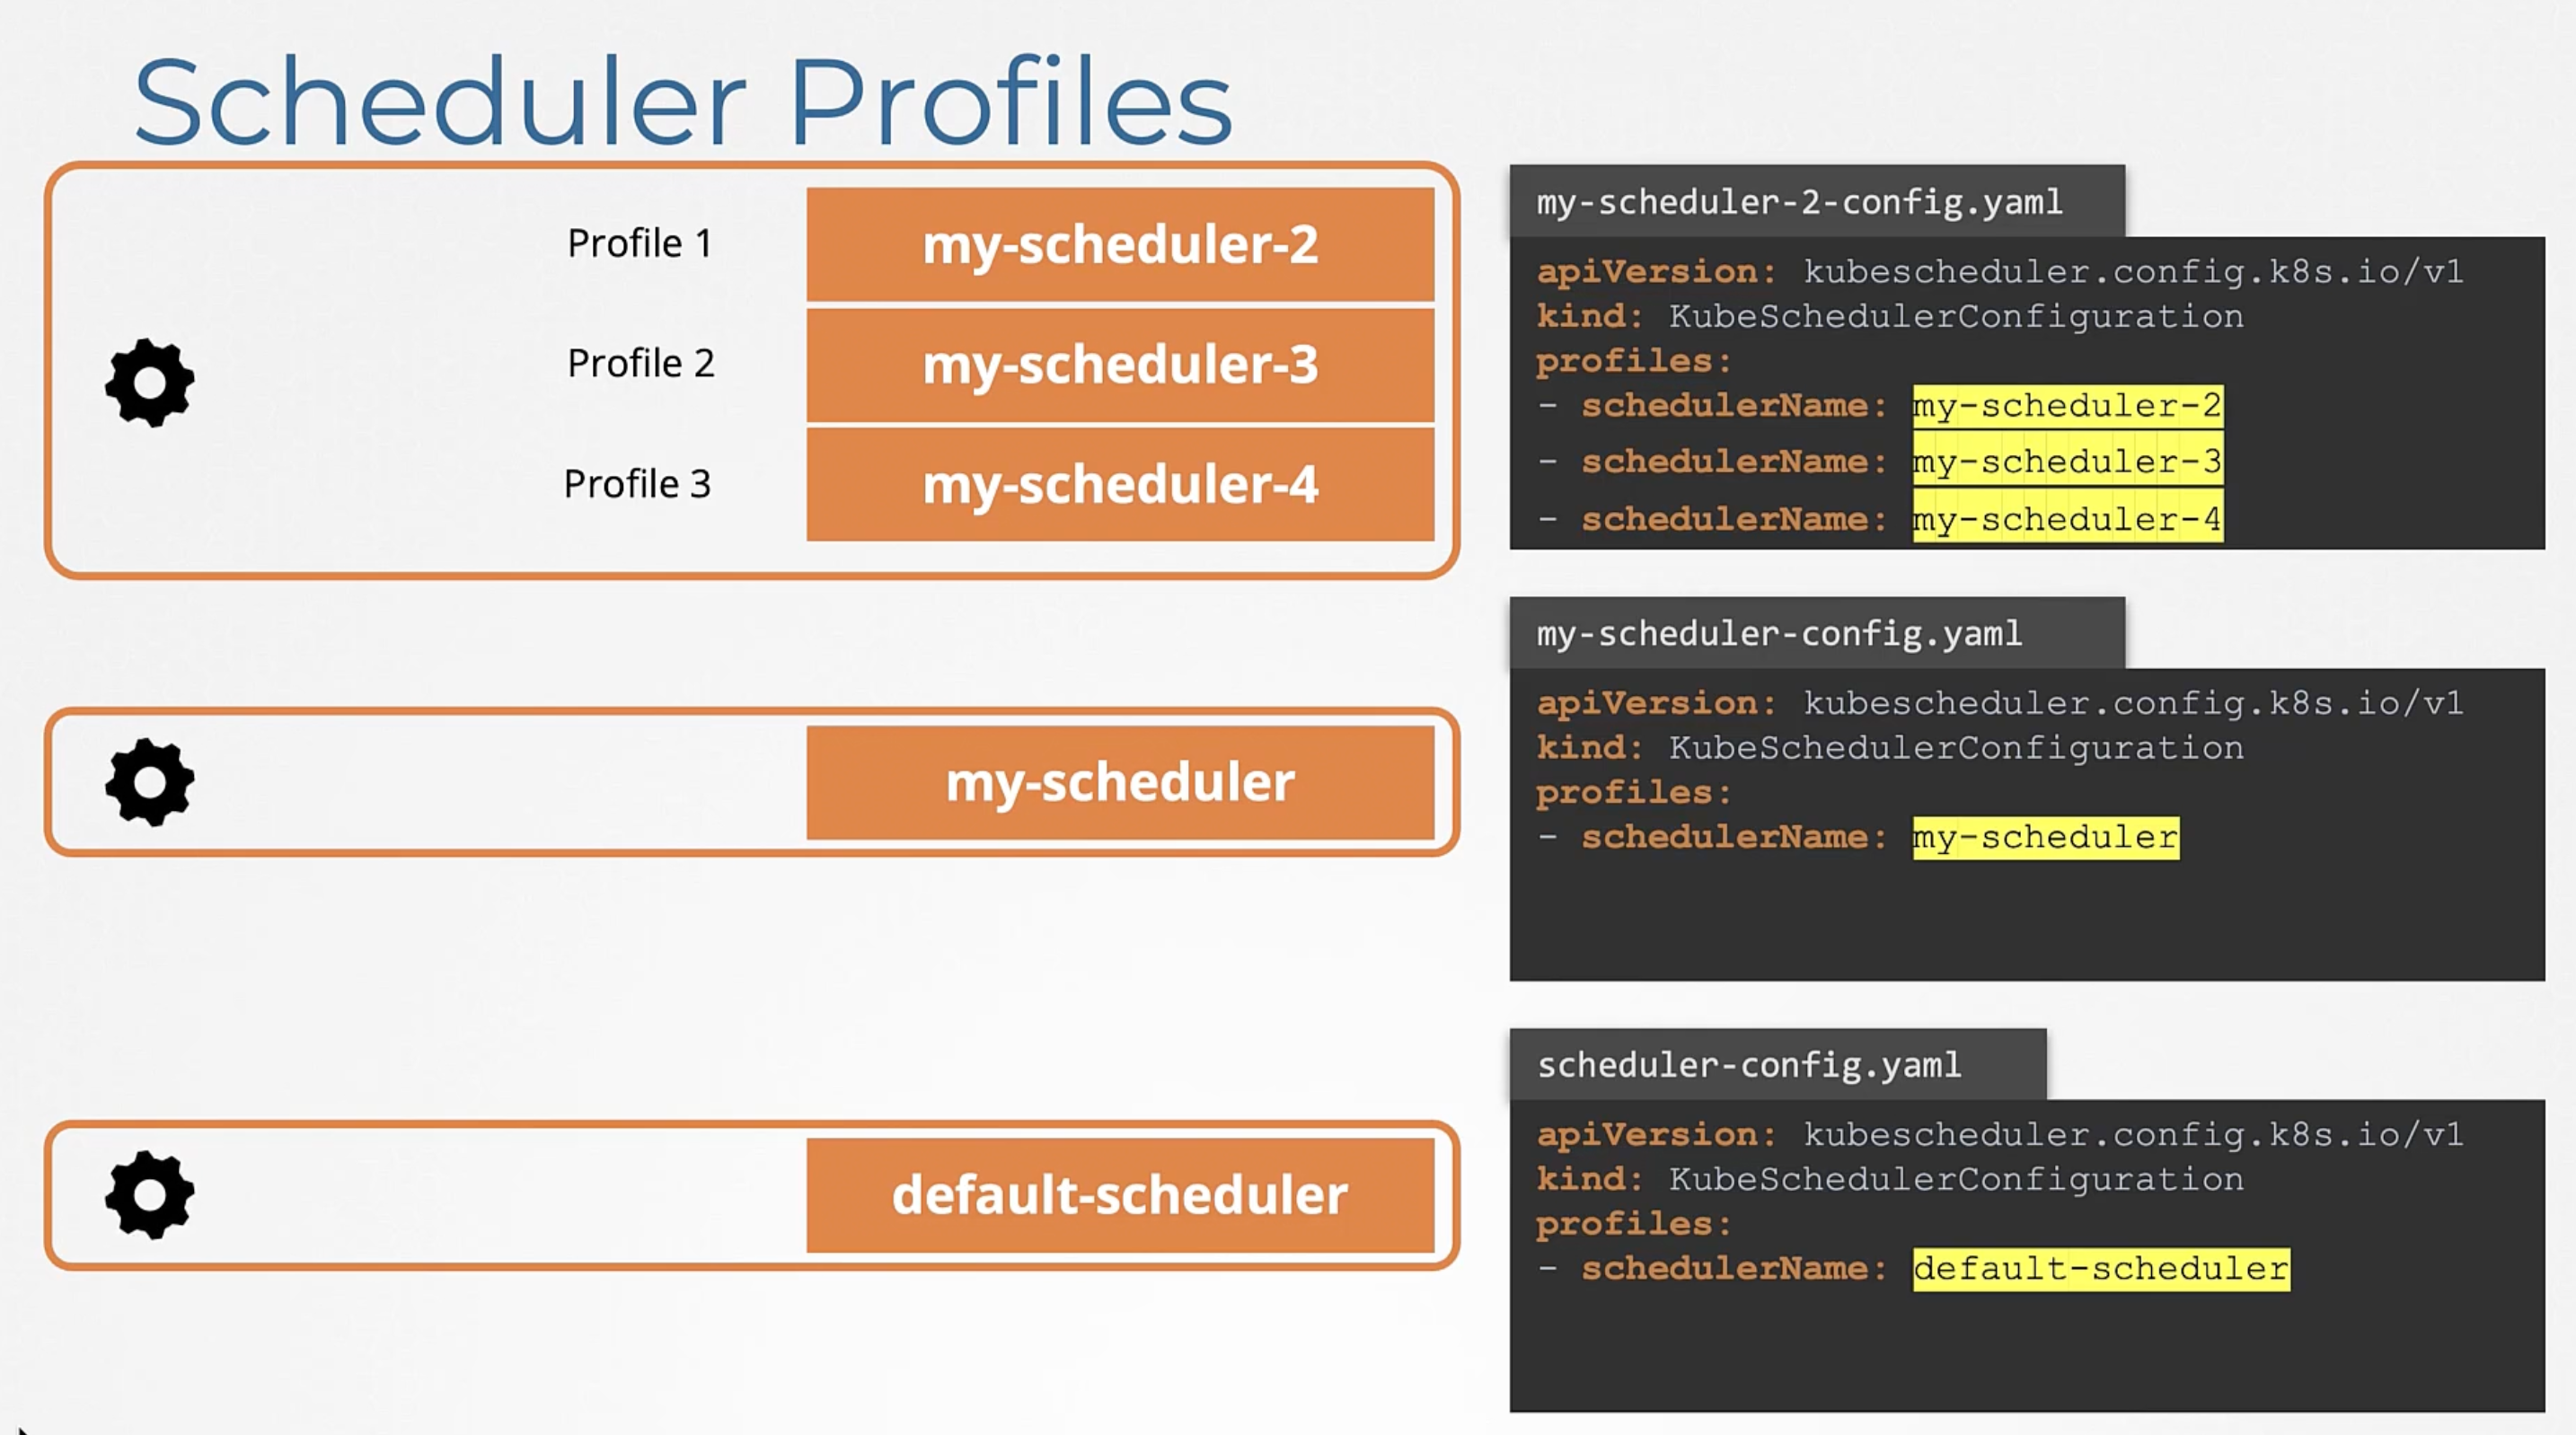 Scheduler Profiles
Profile 1
my-scheduler-2
Profile 2
my-scheduler-3
Profile 3
my-scheduler-4
my-scheduler-2-config.yaml
apiVersion: kubescheduler.config.k8s.io/v1
kind: KubeSchedulerConfiguration
profiles:
- schedulerName: my-scheduler-2
- schedulerName: my-scheduler-3
- schedulerName: my-scheduler-4
my-scheduler
my-scheduler-config.yaml
apiVersion: kubescheduler.config.k8s.io/v1
kind: KubeSchedulerConfiguration
profiles:
- schedulerName: my-scheduler
default-scheduler
scheduler-config.yaml
apiVersion: kubescheduler.config.k8s.io/v1
kind: KubeSchedulerConfiguration
profiles:
- schedulerName: default-scheduler